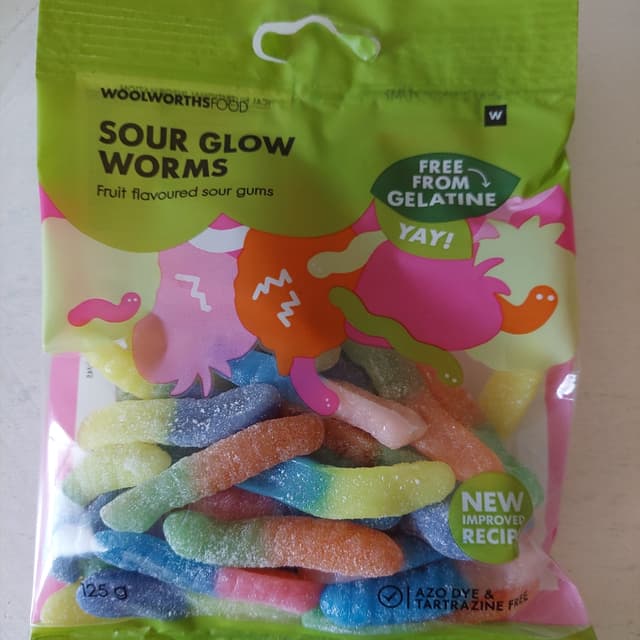 WOOLWORTHSFOOD
W
SOUR GLOW
WORMS
Fruit flavoured sour gums
FREE
FROM
GELATINE
YAY!
NEW
IMPROVED
125 g
AZO DYE &
TARTRAZINE FREE